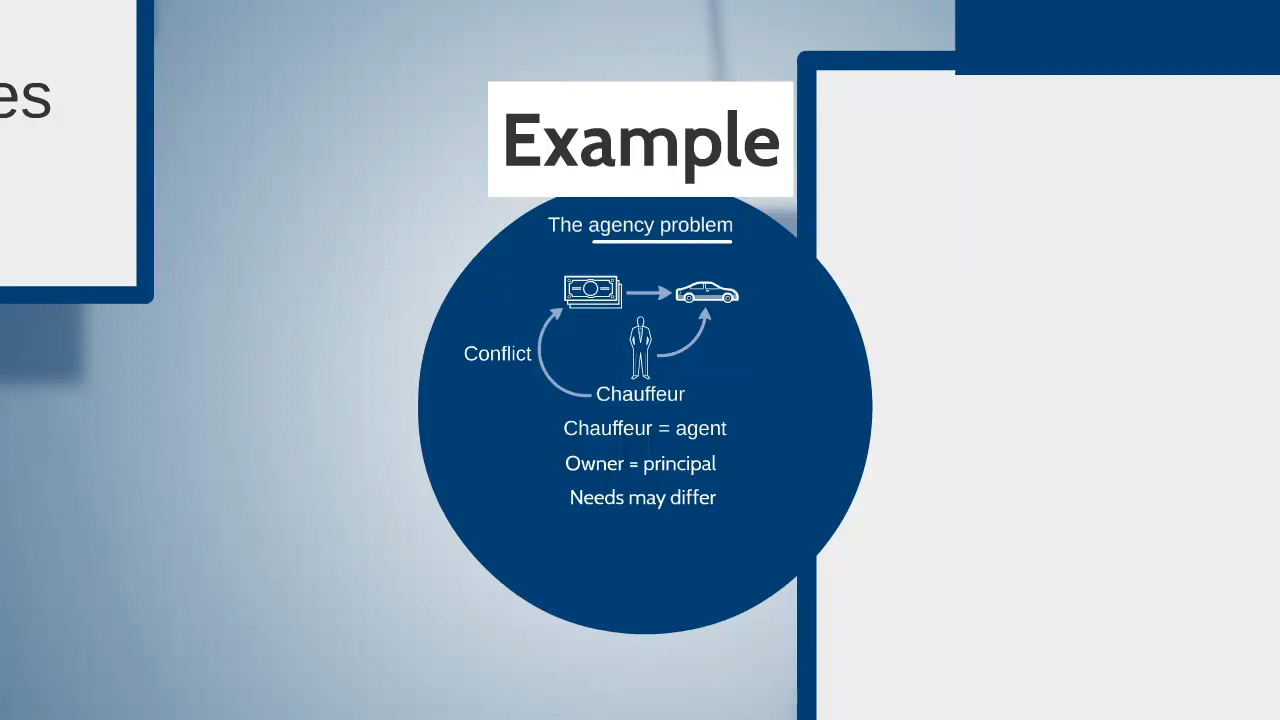 es
Example
The agency problem
Conflict
Chauffeur
Chauffeur = agent
Owner = principal
Needs may differ